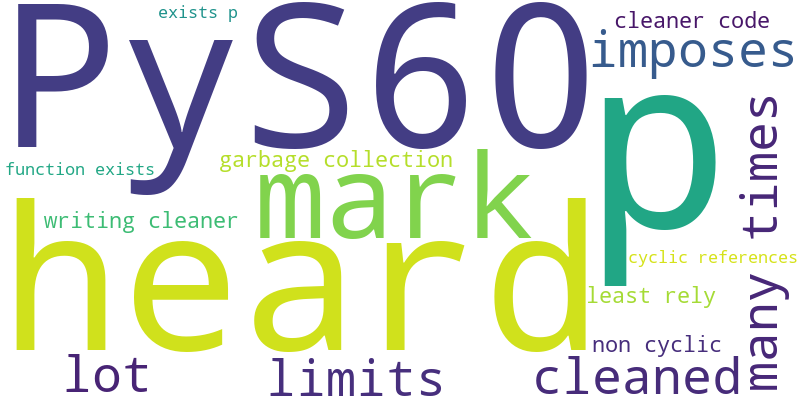 exists p
PyS60
cleaner code
imposes
function exists
garbage collection
mark
p
many times
writing cleaner
heard
cyclic references
least rely
non cyclic
lot
limits
cleaned